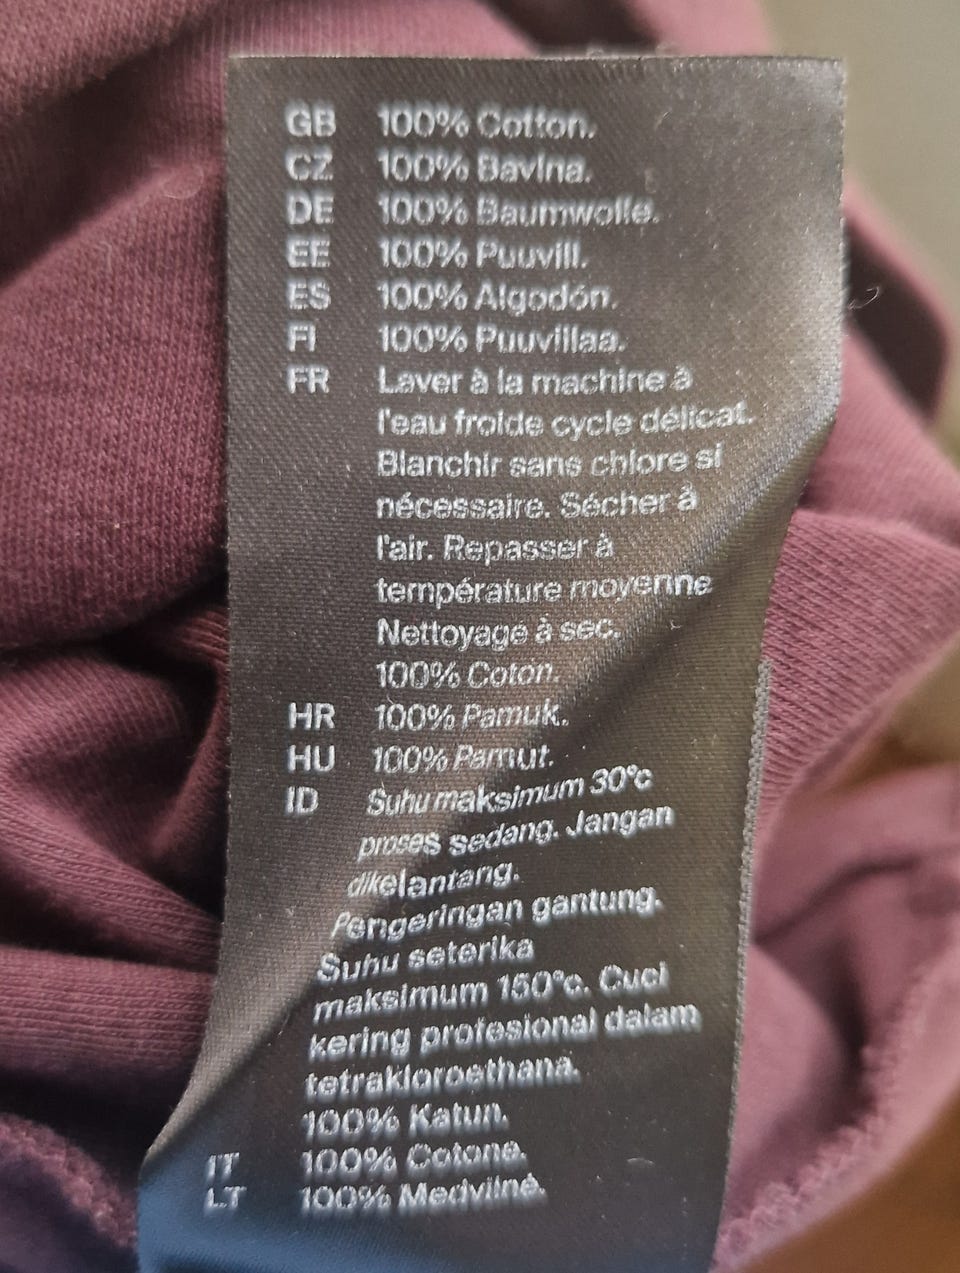 GB 100% Cotton.
CZ 100% Bavlna.
DE 100% Baumwolle.
EE 100% Puuvill.
ES 100% Algodón.
FI 100% Puuvillaa.
FR Laver à la machine à
l'eau froide cycle délicat.
Blanchir sans chlore si
nécessaire. Sécher à
l'air. Repasser à
température moyenne
Nettoyage à sec.
100% Coton.
HR 100% Pamuk.
HU 100% Pamut.
ID Suhu maksimum 30°c
proses sedang. Jangan
dikelantang.
Pengeringan gantung.
Suhu seterika
maksimum 150°c. Cuci
kering profesional dalam
tetrakloroethana.
100% Katun.
IT 100% Cotone.
LT 100% Medvilnė.